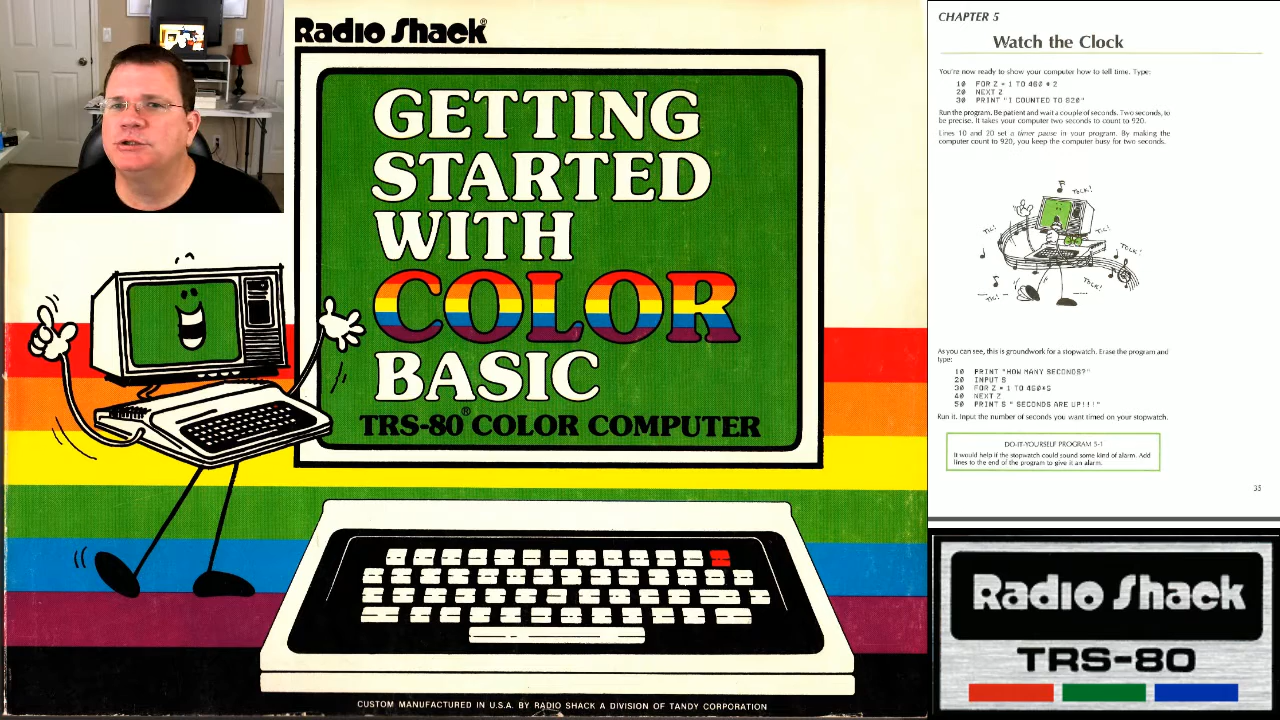 Radio Shack®
GETTING
STARTED
WITH
COLOR
BASIC
TRS-80® COLOR COMPUTER
CUSTOM MANUFACTURED IN U.S.A. BY RADIO SHACK A DIVISION OF TANDY CORPORATION
CHAPTER 5
Watch the Clock
You're now ready to show your computer how to tell time. Type:
10 FOR Z = 1 TO 460 * 2
20 NEXT Z
30 PRINT "I COUNTED TO 920"
Run the program. Be patient and wait a couple of seconds. Two seconds, to
be precise. It takes your computer two seconds to count to 920.
Lines 10 and 20 set a timer pause in your program. By making the
computer count to 920, you keep the computer busy for two seconds.
TOCK!
TIC!
TIC!
TOCK!
TOCK!
TIC!
As you can see, this is groundwork for a stopwatch. Erase the program and
type:
10 PRINT "HOW MANY SECONDS?"
20 INPUT S
30 FOR Z = 1 TO 460*S
40 NEXT Z
50 PRINT S " SECONDS ARE UP!!!"
Run it. Input the number of seconds you want timed on your stopwatch.
DO-IT-YOURSELF PROGRAM 5-1
It would help if the stopwatch could sound some kind of alarm. Add
lines to the end of the program to give it an alarm.
35
Radio Shack
TRS-80